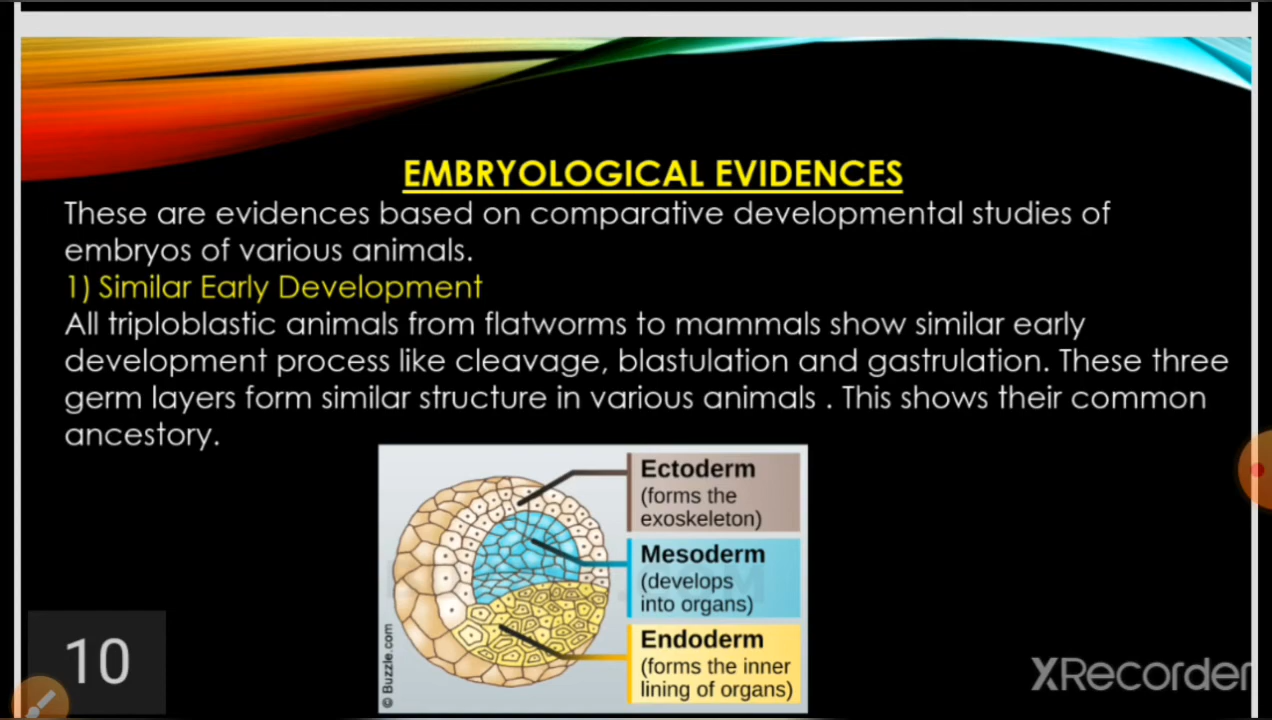 EMBRYOLOGICAL EVIDENCES
These are evidences based on comparative developmental studies of
embryos of various animals.
1) Similar Early Development
All triploblastic animals from flatworms to mammals show similar early
development process like cleavage, blastulation and gastrulation. These three
germ layers form similar structure in various animals . This shows their common
ancestory.
Ectoderm
(forms the
exoskeleton)
Mesoderm
(develops
into organs)
Endoderm
(forms the inner
lining of organs)
© Buzzle.com
10
XRecorder